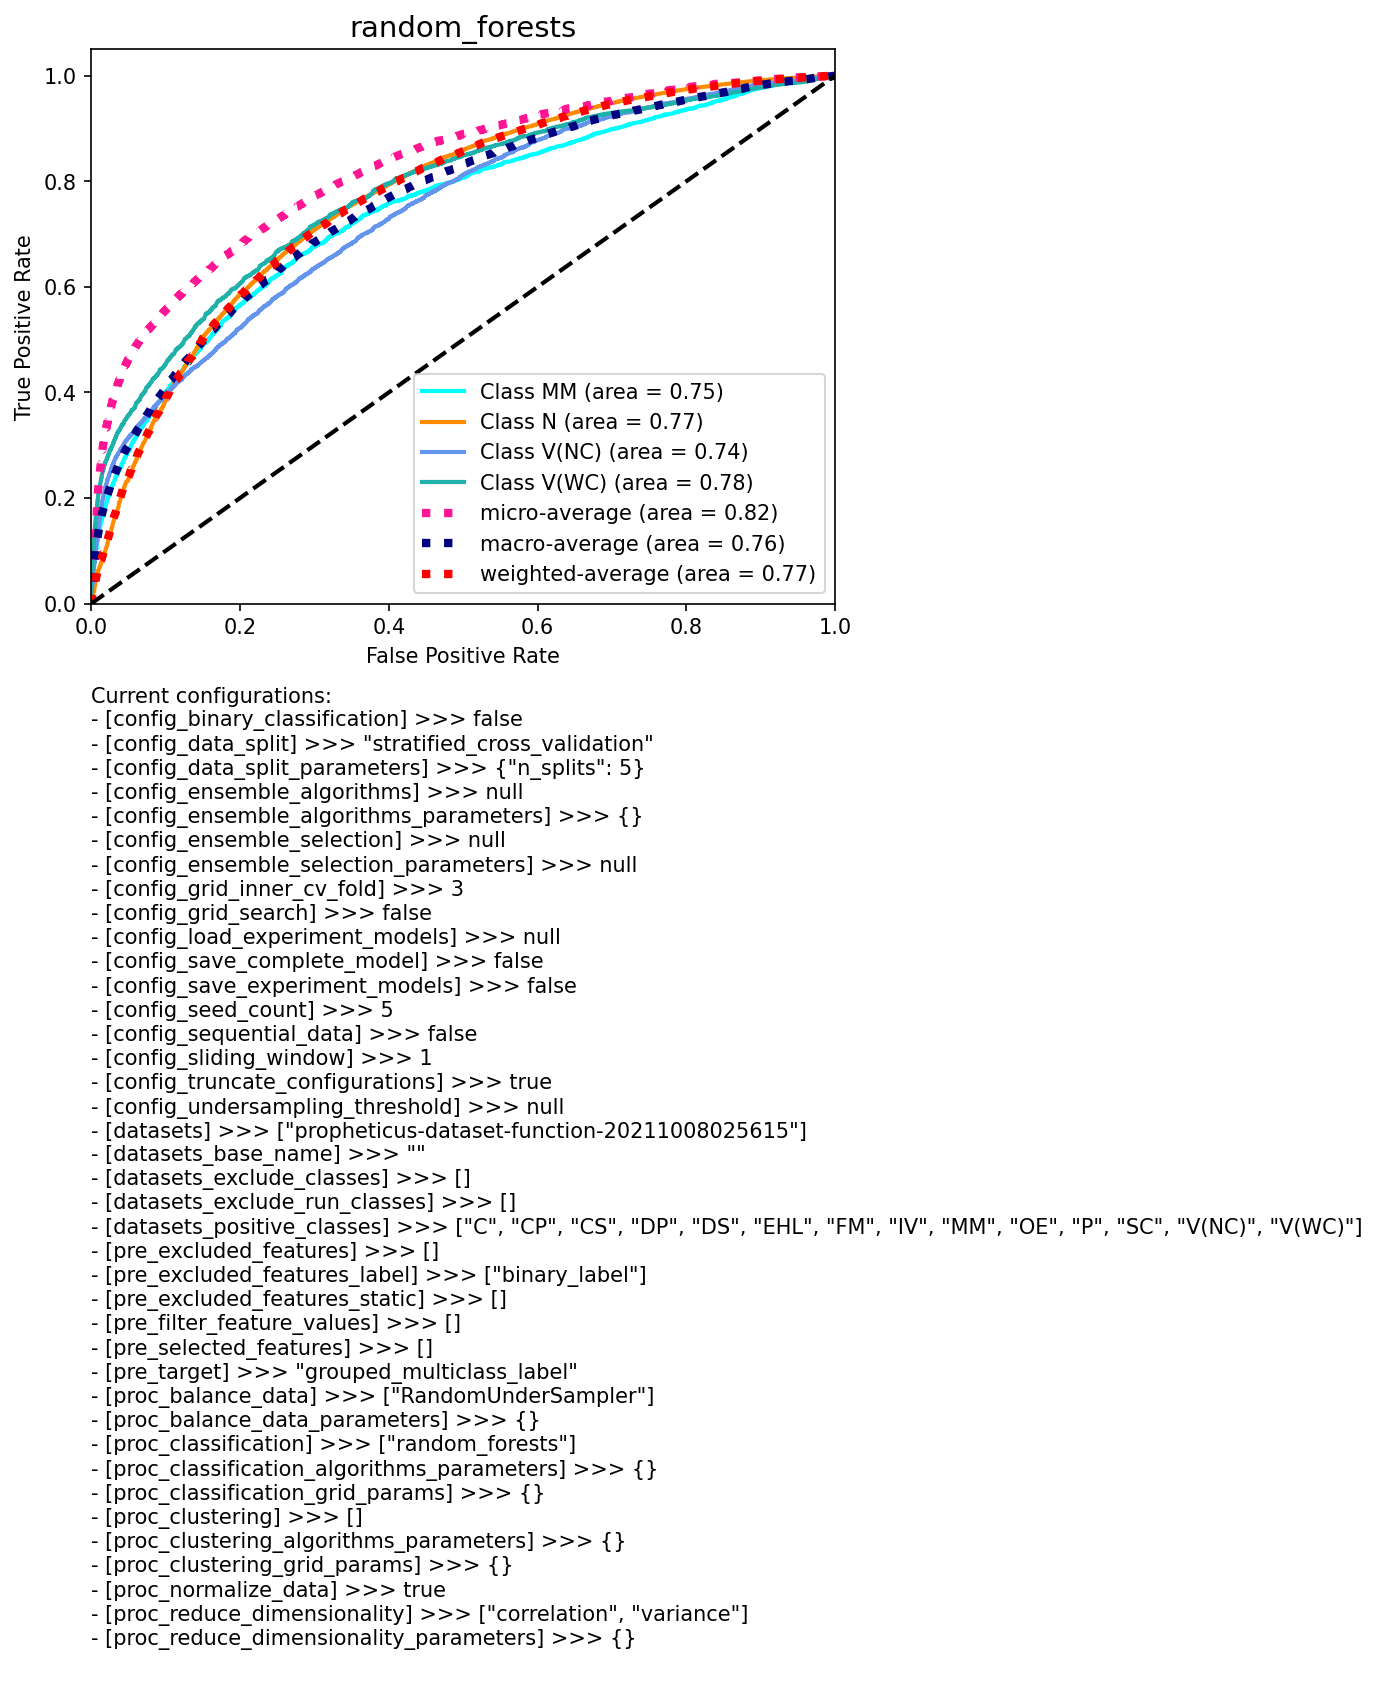 random_forests
1.0
0.8
0.6
0.4
0.2
0.0
True Positive Rate
Class MM (area = 0.75)
Class N (area = 0.77)
Class V(NC) (area = 0.74)
Class V(WC) (area = 0.78)
micro-average (area = 0.82)
macro-average (area = 0.76)
weighted-average (area = 0.77)
0.0 0.2 0.4 0.6 0.8 1.0
False Positive Rate
Current configurations:
- [config_binary_classification] >>> false
- [config_data_split] >>> "stratified_cross_validation"
- [config_data_split_parameters] >>> {"n_splits": 5}
- [config_ensemble_algorithms] >>> null
- [config_ensemble_algorithms_parameters] >>> {}
- [config_ensemble_selection] >>> null
- [config_ensemble_selection_parameters] >>> null
- [config_grid_inner_cv_fold] >>> 3
- [config_grid_search] >>> false
- [config_load_experiment_models] >>> null
- [config_save_complete_model] >>> false
- [config_save_experiment_models] >>> false
- [config_seed_count] >>> 5
- [config_sequential_data] >>> false
- [config_sliding_window] >>> 1
- [config_truncate_configurations] >>> true
- [config_undersampling_threshold] >>> null
- [datasets] >>> ["propheticus-dataset-function-20211008025615"]
- [datasets_base_name] >>> ""
- [datasets_exclude_classes] >>> []
- [datasets_exclude_run_classes] >>> []
- [datasets_positive_classes] >>> ["C", "CP", "CS", "DP", "DS", "EHL", "FM", "IV", "MM", "OE", "P", "SC", "V(NC)", "V(WC)"]
- [pre_excluded_features] >>> []
- [pre_excluded_features_label] >>> ["binary_label"]
- [pre_excluded_features_static] >>> []
- [pre_filter_feature_values] >>> []
- [pre_selected_features] >>> []
- [pre_target] >>> "grouped_multiclass_label"
- [proc_balance_data] >>> ["RandomUnderSampler"]
- [proc_balance_data_parameters] >>> {}
- [proc_classification] >>> ["random_forests"]
- [proc_classification_algorithms_parameters] >>> {}
- [proc_classification_grid_params] >>> {}
- [proc_clustering] >>> []
- [proc_clustering_algorithms_parameters] >>> {}
- [proc_clustering_grid_params] >>> {}
- [proc_normalize_data] >>> true
- [proc_reduce_dimensionality] >>> ["correlation", "variance"]
- [proc_reduce_dimensionality_parameters] >>> {}